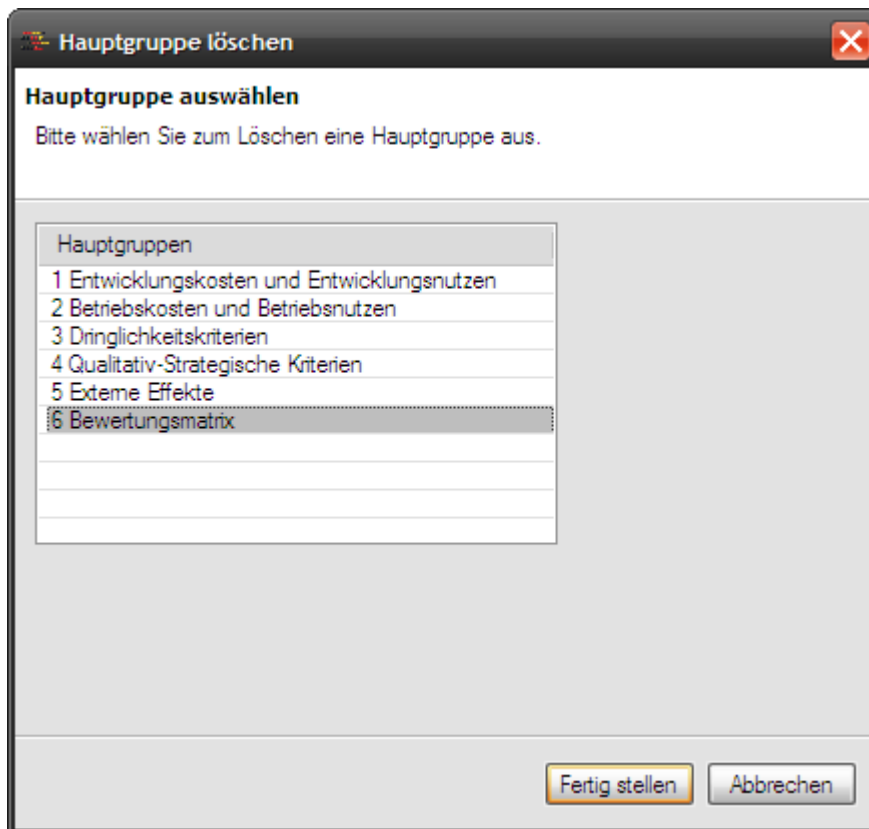 Hauptgruppe löschen
Hauptgruppe auswählen
Bitte wählen Sie zum Löschen eine Hauptgruppe aus.
Hauptgruppen
1 Entwicklungskosten und Entwicklungsnutzen
2 Betriebskosten und Betriebsnutzen
3 Dringlichkeitskriterien
4 Qualitativ-Strategische Kriterien
5 Externe Effekte
6 Bewertungsmatrix
Fertig stellen
Abbrechen